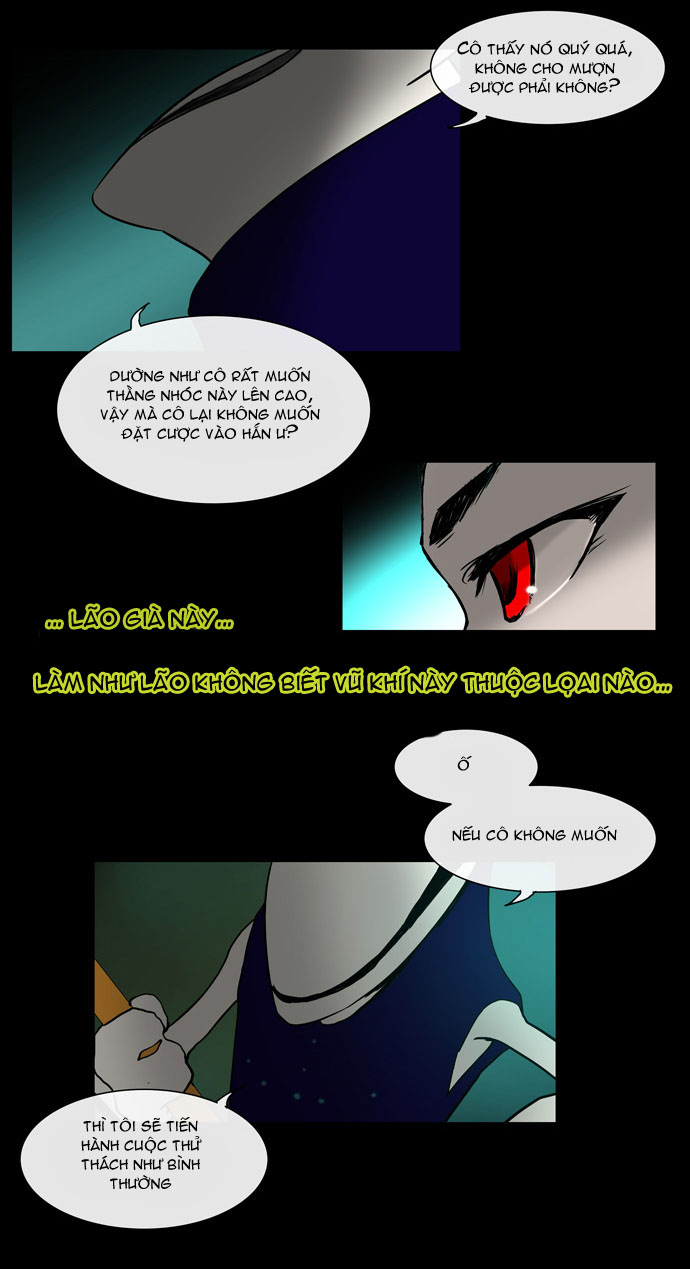 CÔ THẤY NÓ QUÝ QUÁ,
KHÔNG CHO MƯỢN
ĐƯỢC PHẢI KHÔNG?
DƯỜNG NHƯ CÔ RẤT MUỐN
THẰNG NHÓC NÀY LÊN CAO,
VẬY MÀ CÔ LẠI KHÔNG MUỐN
ĐẶT CƯỢC VÀO HẮN Ư?
... LÃO GIÀ NÀY...
LÀM NHƯ LÃO KHÔNG BIẾT VŨ KHÍ NÀY THUỘC LOẠI NÀO...
Ố
NẾU CÔ KHÔNG MUỐN
THÌ TÔI SẼ TIẾN
HÀNH CUỘC THỬ
THÁCH NHƯ BÌNH
THƯỜNG